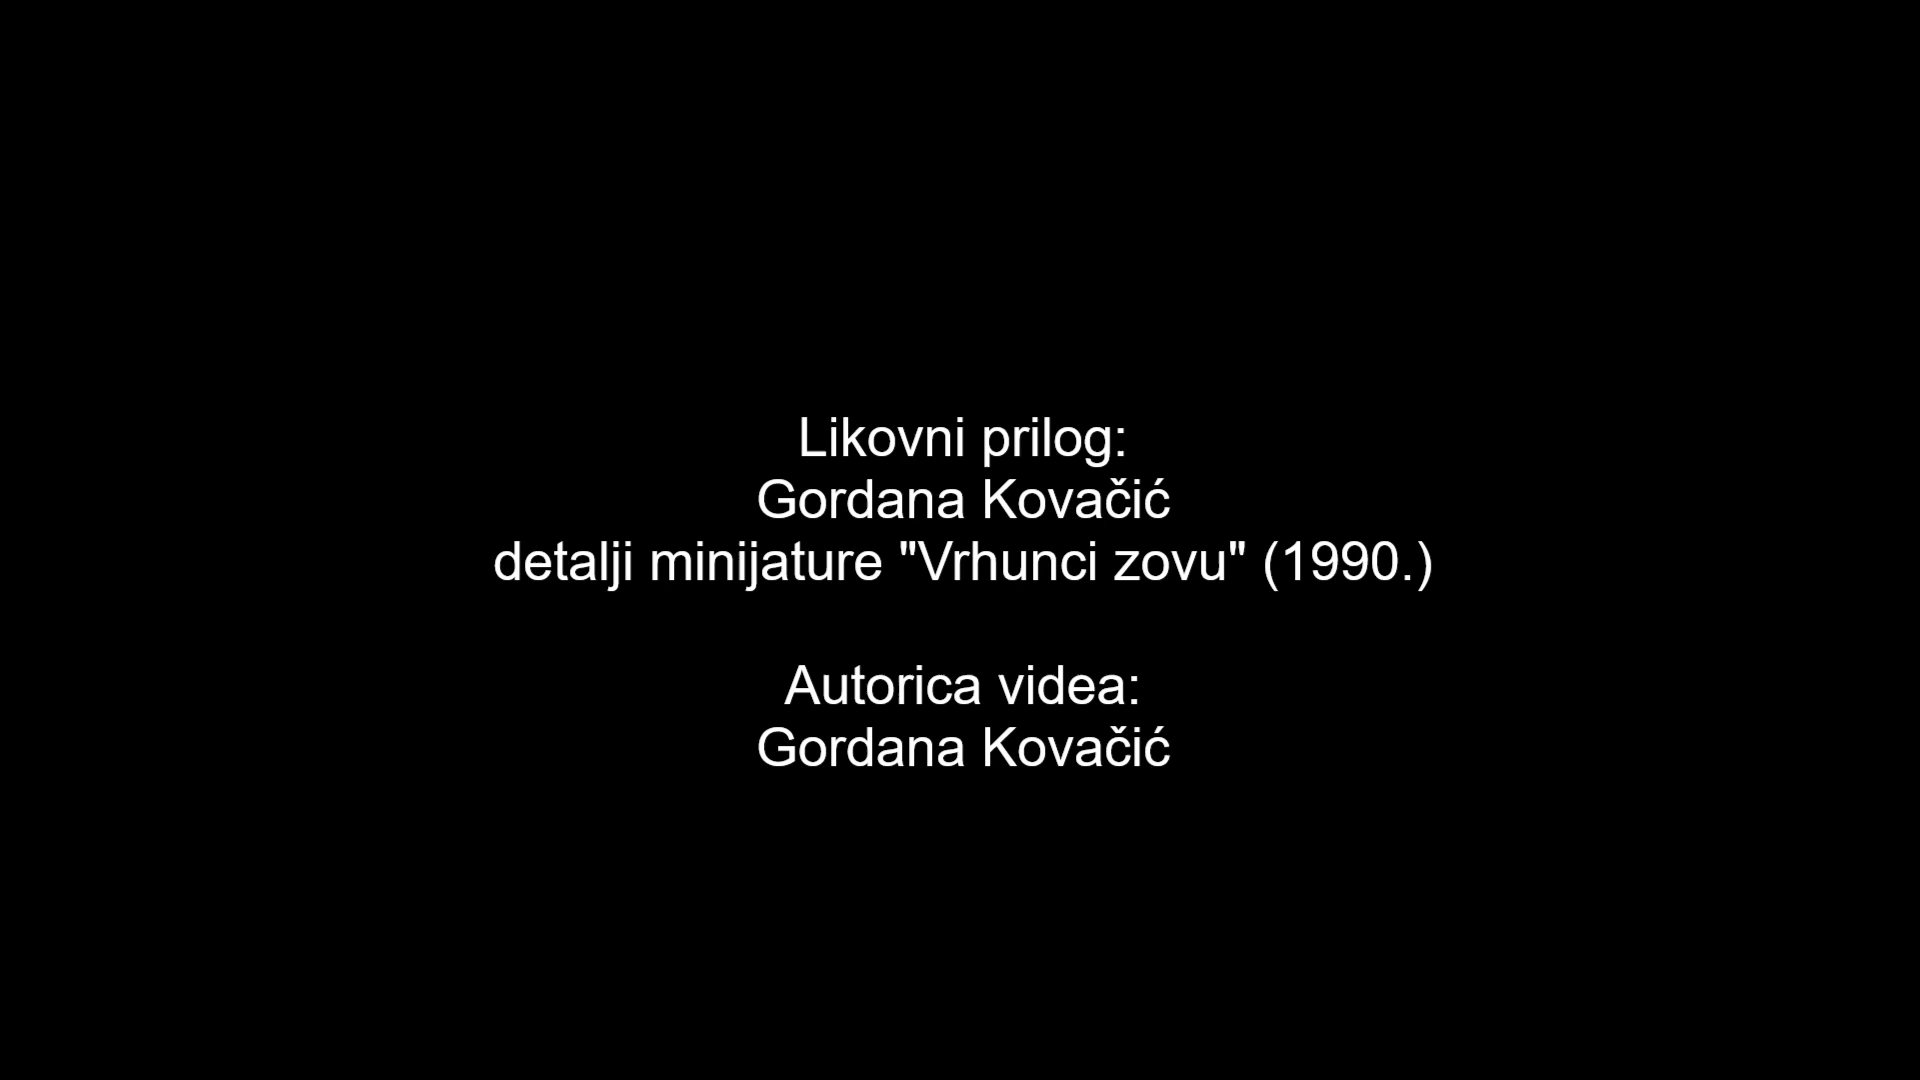 Likovni prilog:
Gordana Kovačić
detalji minijature "Vrhunci zovu" (1990.)
Autorica videa:
Gordana Kovačić